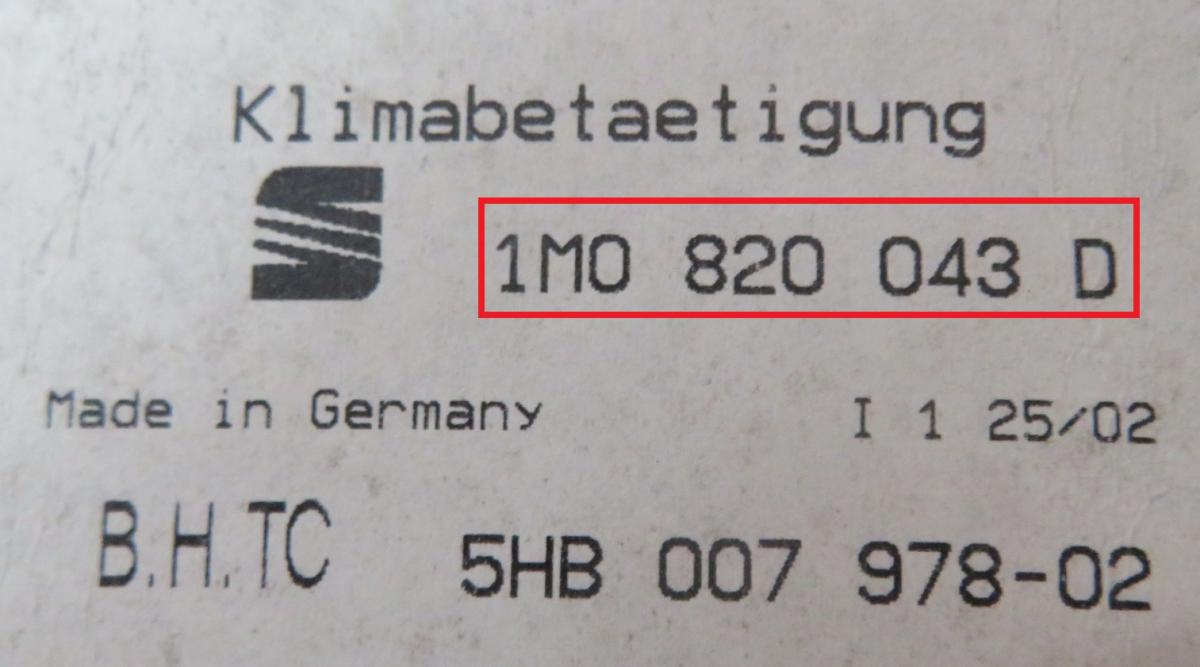 Klimabetaetigung
1M0 820 043 D
Made in Germany I 1 25/02
B.H.TC 5HB 007 978-02